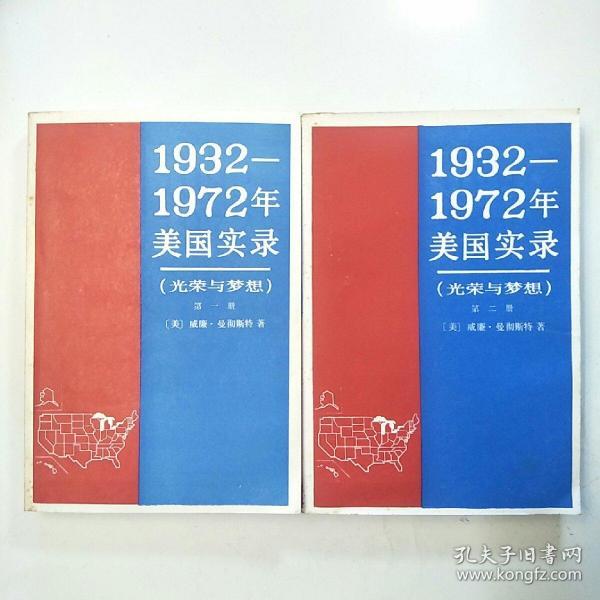 1932—
1972年
美国实录
(光荣与梦想)
第一册
〔美〕威廉·曼彻斯特 著
1932—
1972年
美国实录
(光荣与梦想)
第二册
〔美〕威廉·曼彻斯特 著
孔夫子旧书网
www.kongfz.com